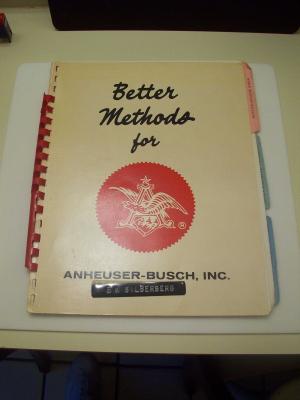 Better
Methods
for
®
ANHEUSER-BUSCH, INC.
SILBERBERG